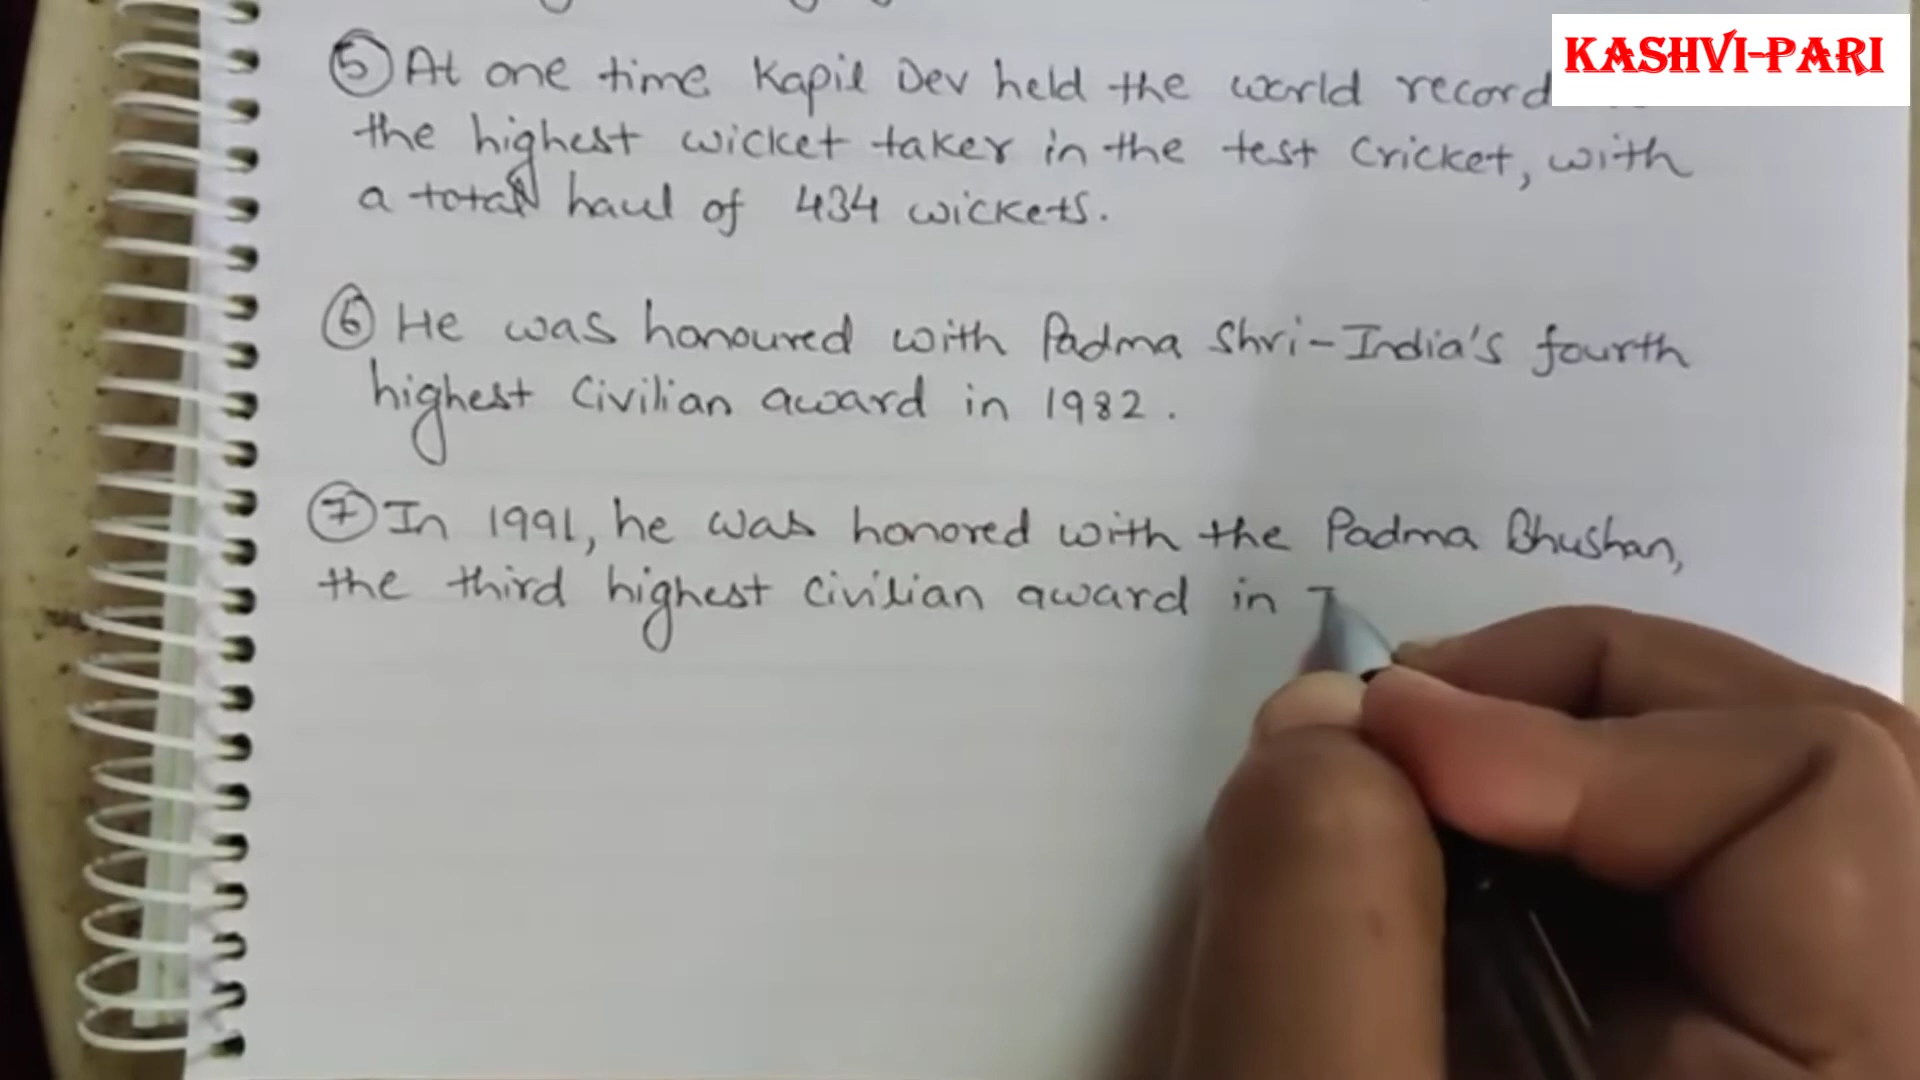 KASHVI-PARI
⑤ At one time Kapil Dev held the world record
the highest wicket taker in the test cricket, with
a total haul of 434 wickets.
⑥ He was honoured with Padma Shri-India's fourth
highest civilian award in 1982.
⑦ In 1991, he was honored with the Padma Bhushan,
the third highest civilian award in